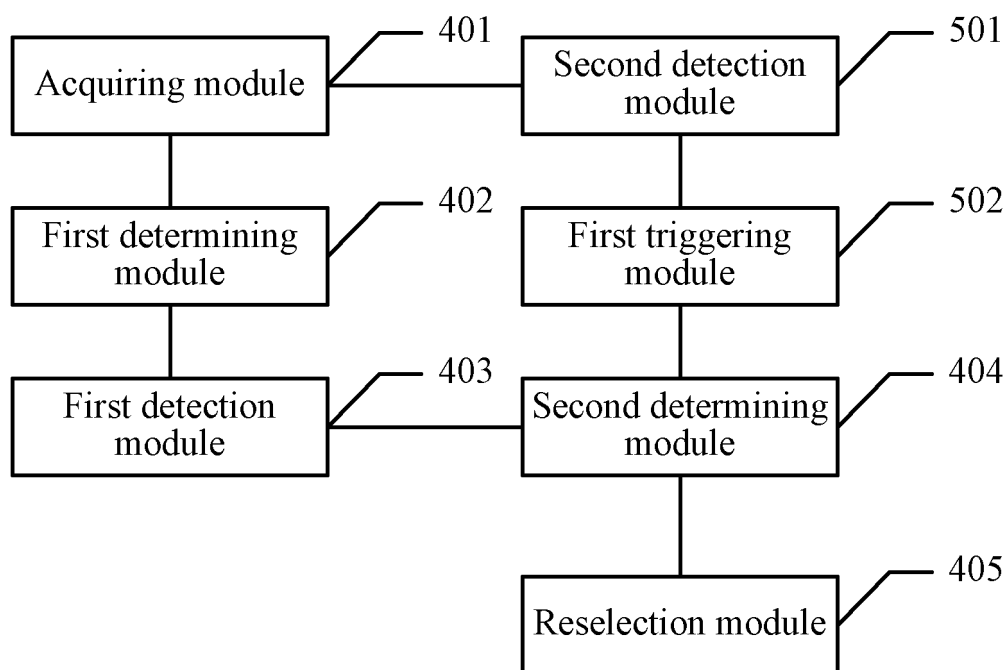 401
501
Acquiring module
Second detection
module
402
502
First determining
module
First triggering
module
403
404
First detection
module
Second determining
module
405
Reselection module